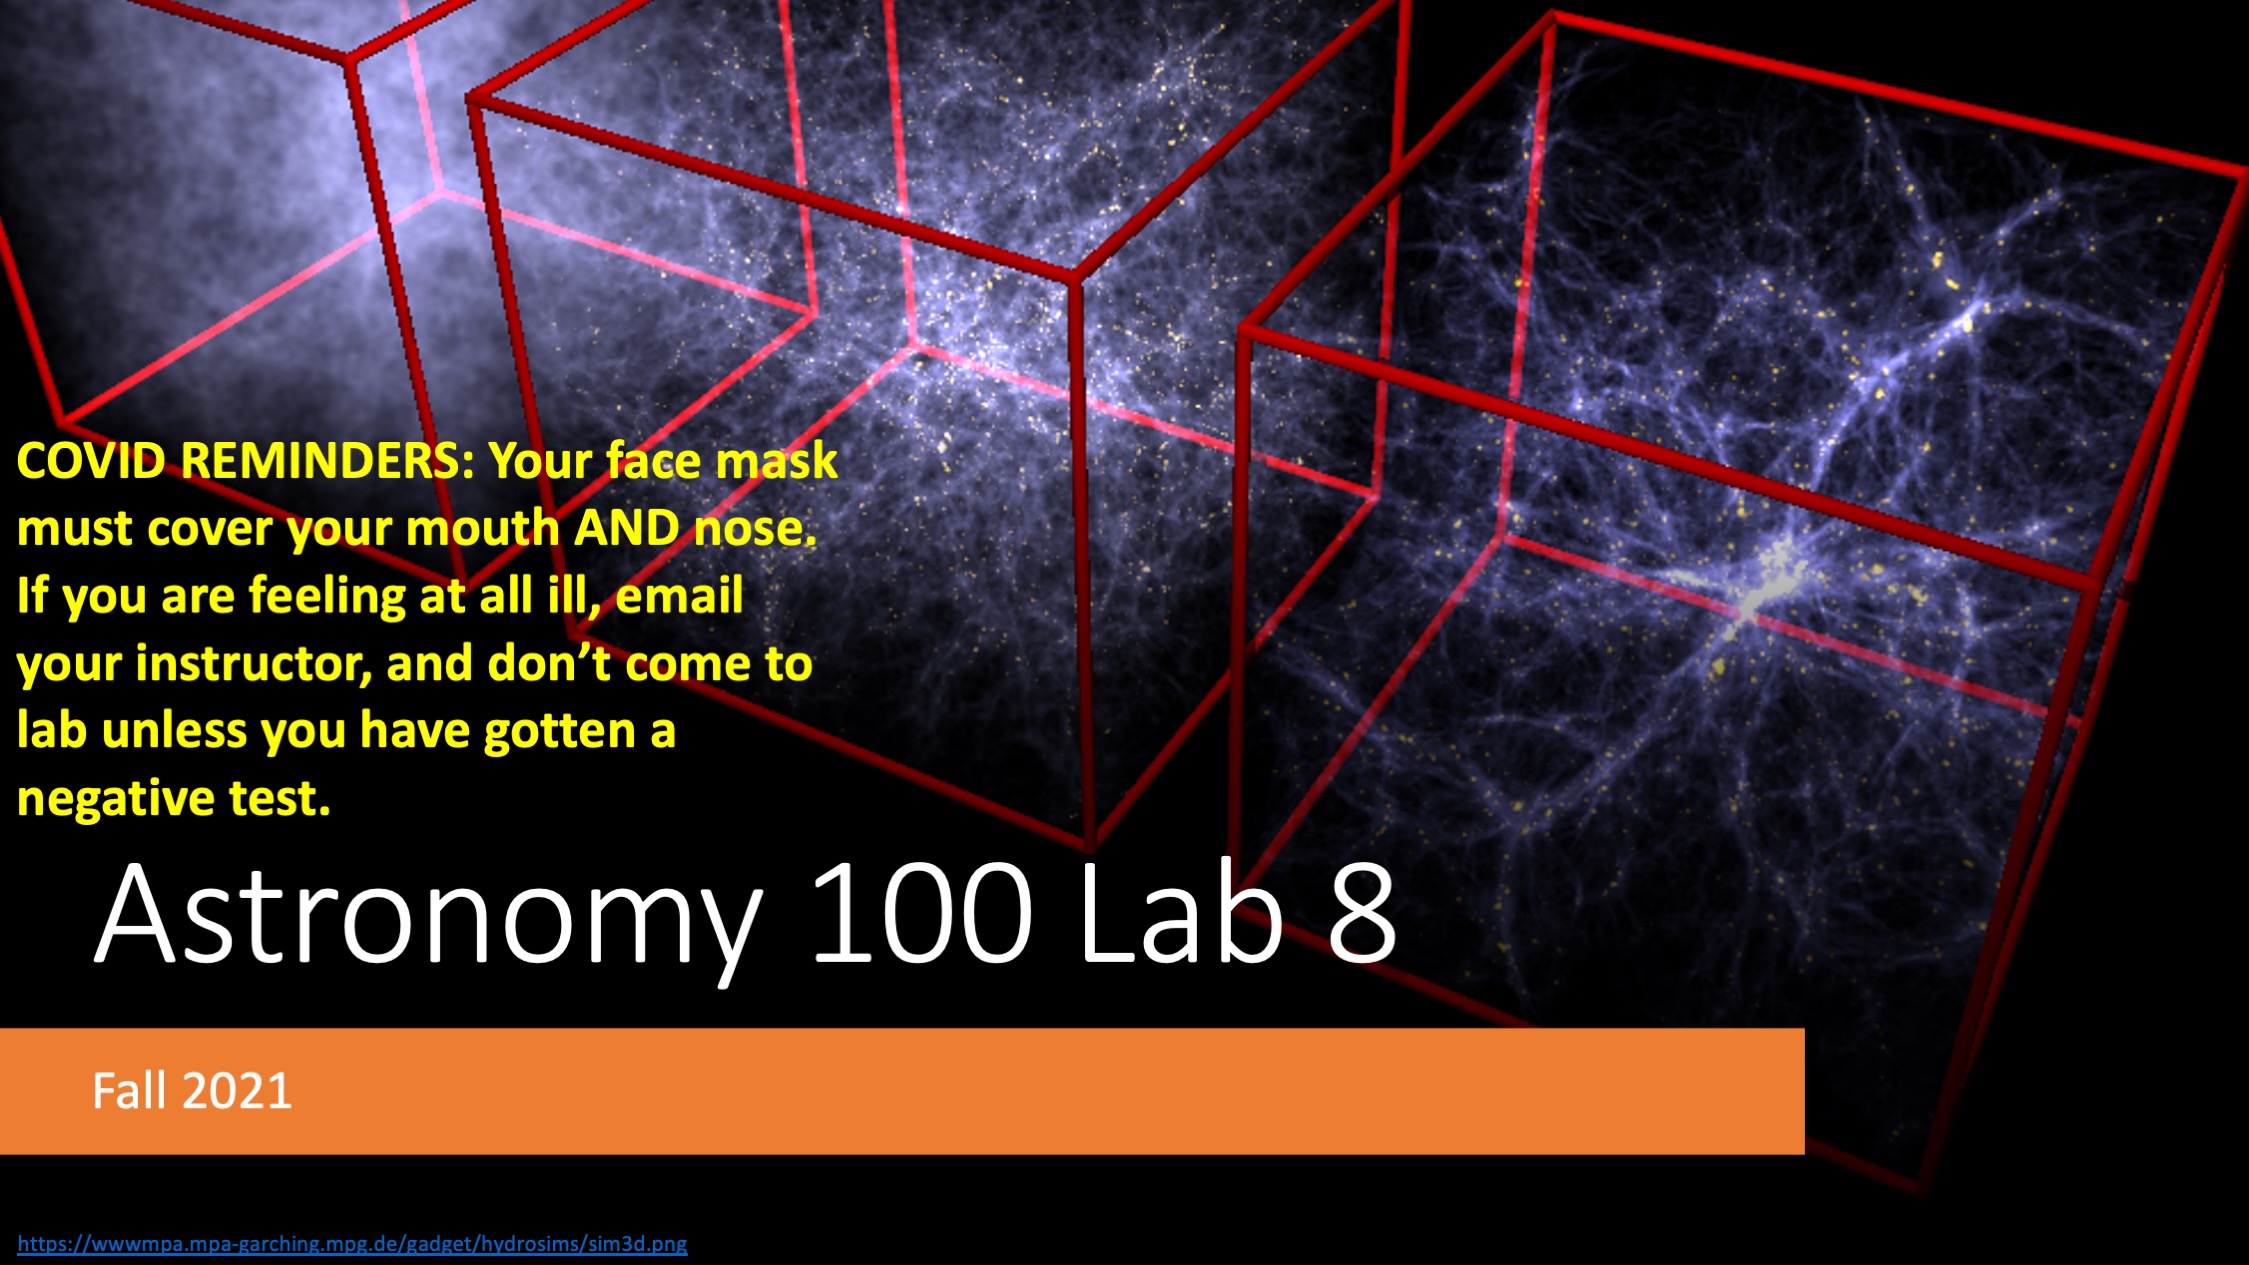 COVID REMINDERS: Your face mask
must cover your mouth AND nose.
If you are feeling at all ill, email
your instructor, and don’t come to
lab unless you have gotten a
negative test.
Astronomy 100 Lab 8
Fall 2021
https://wwwmpa.mpa-garching.mpg.de/gadget/hydrosims/sim3d.png